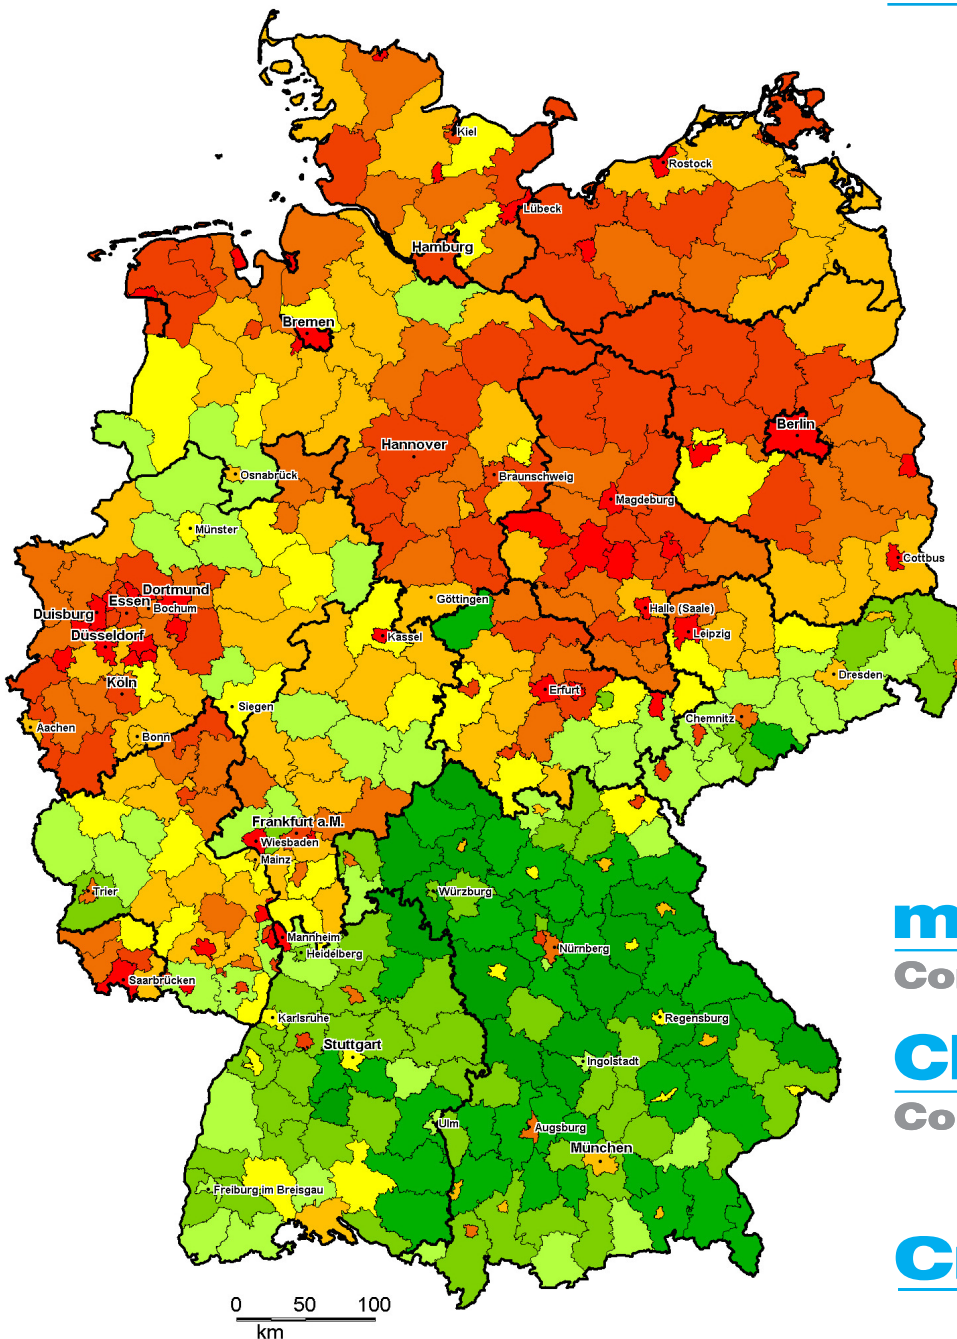 Kiel
Rostock
Lübeck
Hamburg
Bremen
Berlin
Hannover
Osnabrück
Braunschweig
Magdeburg
Münster
Cottbus
Dortmund
Essen
Bochum
Duisburg
Göttingen
Halle (Saale)
Düsseldorf
Kassel
Leipzig
Köln
Erfurt
Dresden
Siegen
Chemnitz
Aachen
Bonn
Frankfurt a.M.
Wiesbaden
Mainz
Trier
Würzburg
m
Mannheim
Nürnberg
Heidelberg
Co
Saarbrücken
Karlsruhe
Regensburg
Stuttgart
Ingolstadt
C
Co
Ulm
Augsburg
München
Freiburg im Breisgau
C
0 50 100
km